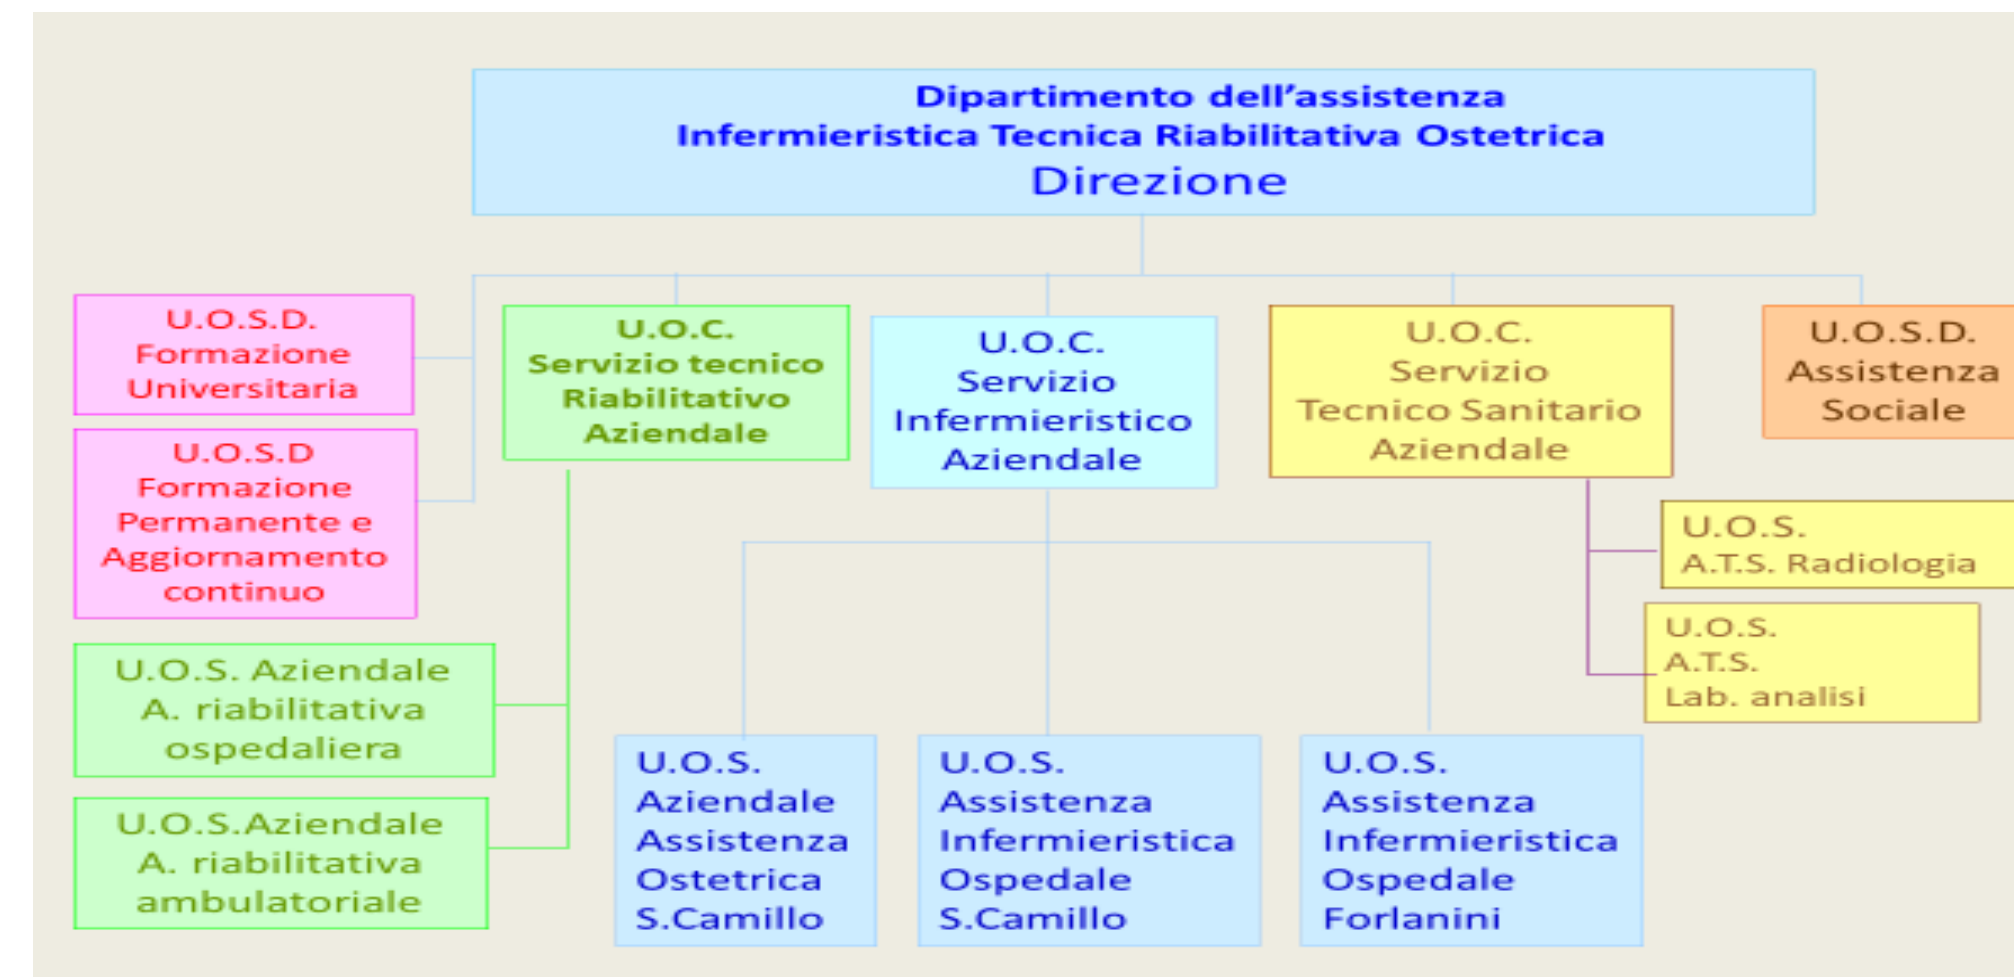 Dipartimento dell’assistenza
Infermieristica Tecnica Riabilitativa Ostetrica
Direzione
U.O.S.D.
Formazione
Universitaria
U.O.S.D
Formazione
Permanente e
Aggiornamento
continuo
U.O.C.
Servizio tecnico
Riabilitativo
Aziendale
U.O.C.
Servizio
Infermieristico
Aziendale
U.O.C.
Servizio
Tecnico Sanitario
Aziendale
U.O.S.D.
Assistenza
Sociale
U.O.S.
A.T.S. Radiologia
U.O.S.
A.T.S.
Lab. analisi
U.O.S. Aziendale
A. riabilitativa
ospedaliera
U.O.S.Aziendale
A. riabilitativa
ambulatoriale
U.O.S.
Aziendale
Assistenza
Ostetrica
S.Camillo
U.O.S.
Assistenza
Infermieristica
Ospedale
S.Camillo
U.O.S.
Assistenza
Infermieristica
Ospedale
Forlanini